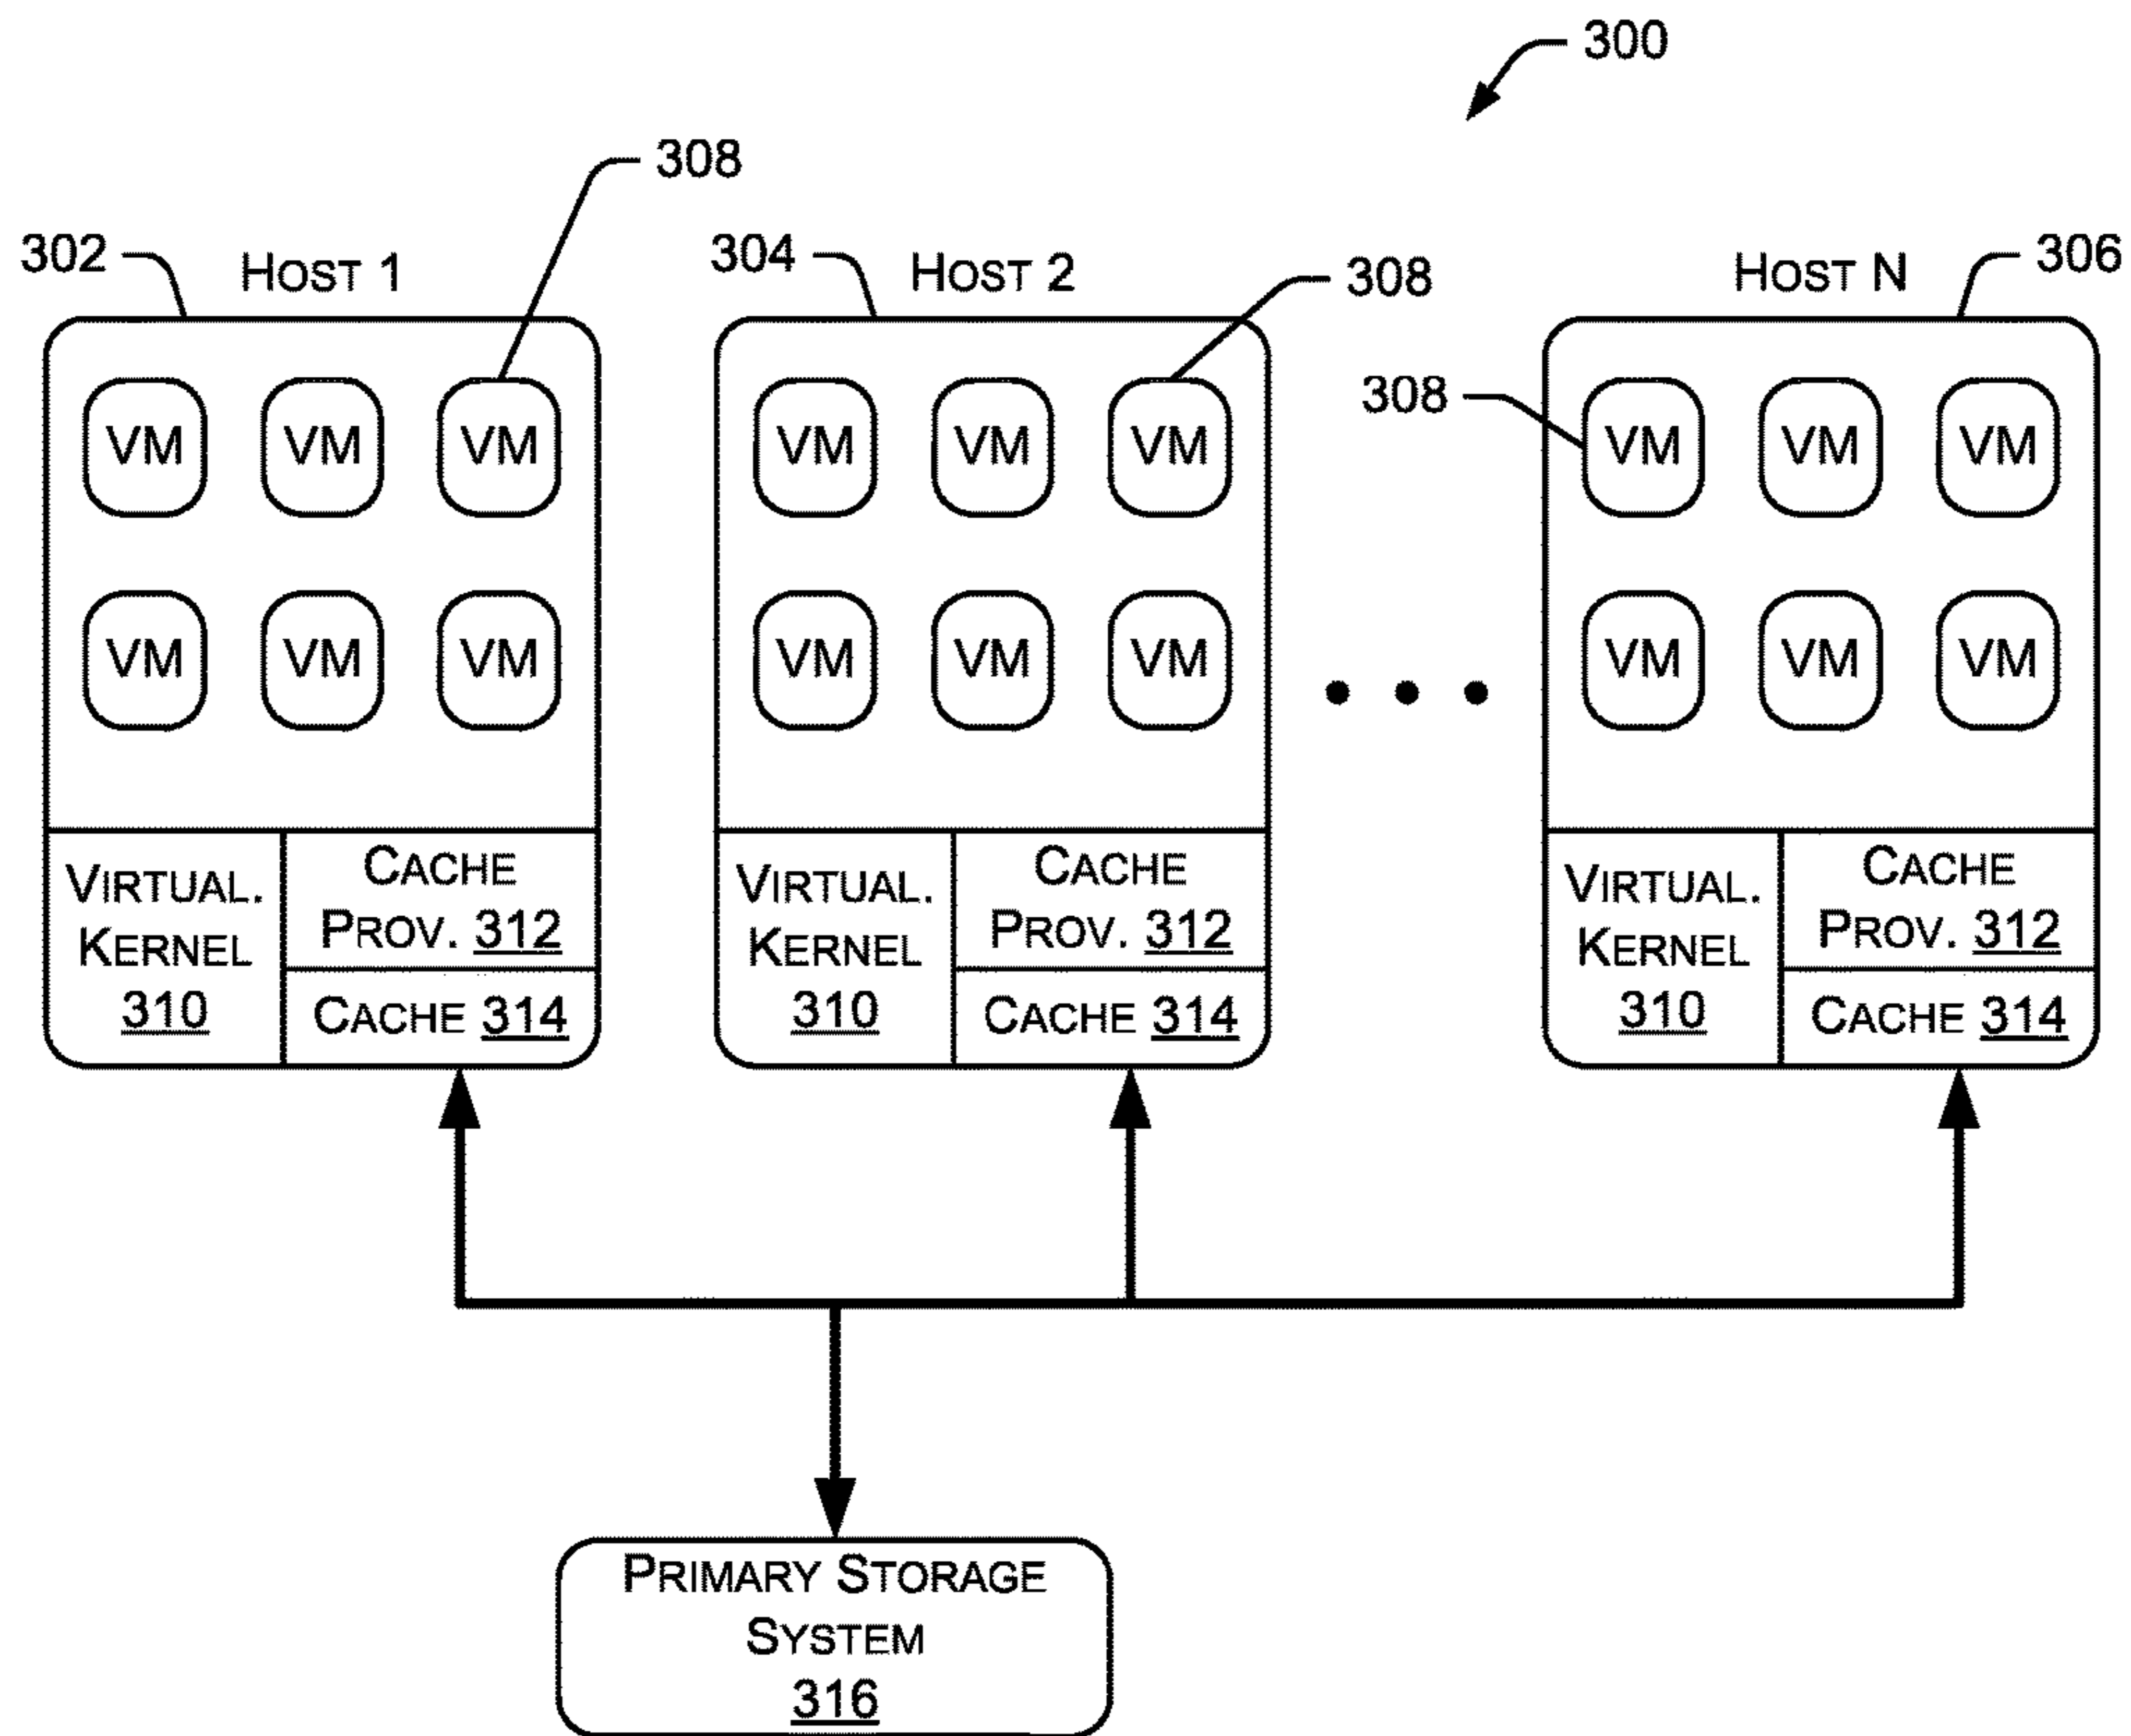 300
308
302 HOST 1
304 HOST 2
308
HOST N 306
308
VM VM VM
VM VM VM
VM VM VM
VM VM VM
VM VM VM
VM VM VM
VIRTUAL.
KERNEL
310
CACHE
PROV. 312
CACHE 314
VIRTUAL.
KERNEL
310
CACHE
PROV. 312
CACHE 314
VIRTUAL.
KERNEL
310
CACHE
PROV. 312
CACHE 314
PRIMARY STORAGE
SYSTEM
316